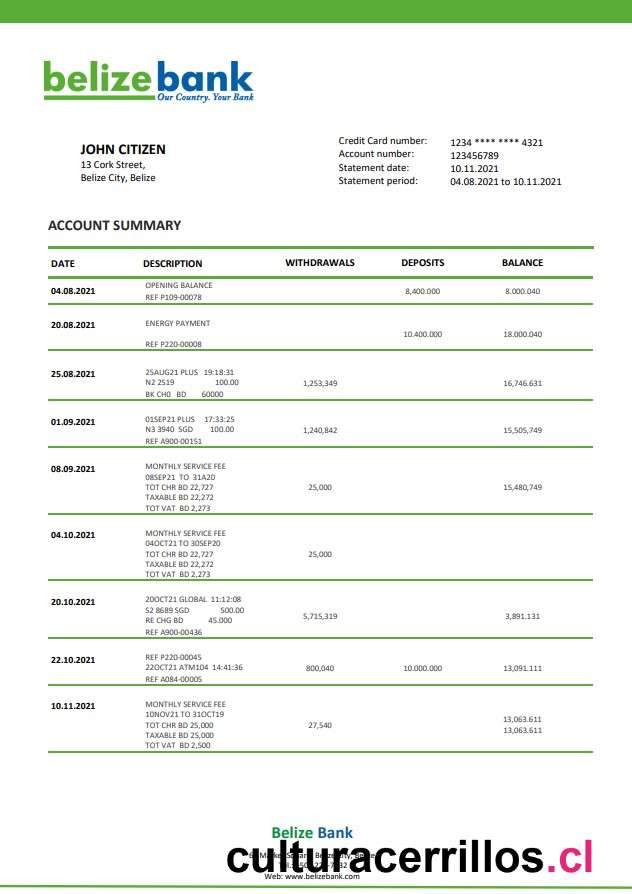 belizebank
Our Country. Your Bank
JOHN CITIZEN
13 Cork Street,
Belize City, Belize
Credit Card number: 1234 **** **** 4321
Account number: 123456789
Statement date: 10.11.2021
Statement period: 04.08.2021 to 10.11.2021
ACCOUNT SUMMARY
DATE DESCRIPTION WITHDRAWALS DEPOSITS BALANCE
04.08.2021 OPENING BALANCE 8,400.000 8.000.040
REF P109-00078
20.08.2021 ENERGY PAYMENT
10.400.000 18.000.040
REF P220-00008
25.08.2021 25AUG21 PLUS 19:18:31
N2 2519 100.00 1,253,349 16,746.631
BK CH0 BD 60000
01.09.2021 01SEP21 PLUS 17:33:25
N3 3940 SGD 100.00 1,240,842 15,505,749
REF A900-00151
08.09.2021 MONTHLY SERVICE FEE
08SEP21 TO 31A20
TOT CHR BD 22,727 25,000 15,480,749
TAXABLE BD 22,272
TOT VAT BD 2,273
04.10.2021 MONTHLY SERVICE FEE
04OCT21 TO 30SEP20
TOT CHR BD 22,727 25,000
TAXABLE BD 22,272
TOT VAT BD 2,273
20.10.2021 20OCT21 GLOBAL 11:12:08
S2 8689 SGD 500.00
RE CHG BD 45.000 5,715,319 3,891.131
REF A900-00436
22.10.2021 REF P220-00045
22OCT21 ATM104 14:41:36 800,040 10.000.000 13,091.111
REF A084-00005
10.11.2021 MONTHLY SERVICE FEE
10NOV21 TO 31OCT19 13,063.611
TOT CHR BD 25,000 27,540 13,063.611
TAXABLE BD 25,000
TOT VAT BD 2,500
Belize Bank
culturacerrillos.cl
Web: www.belizebank.com